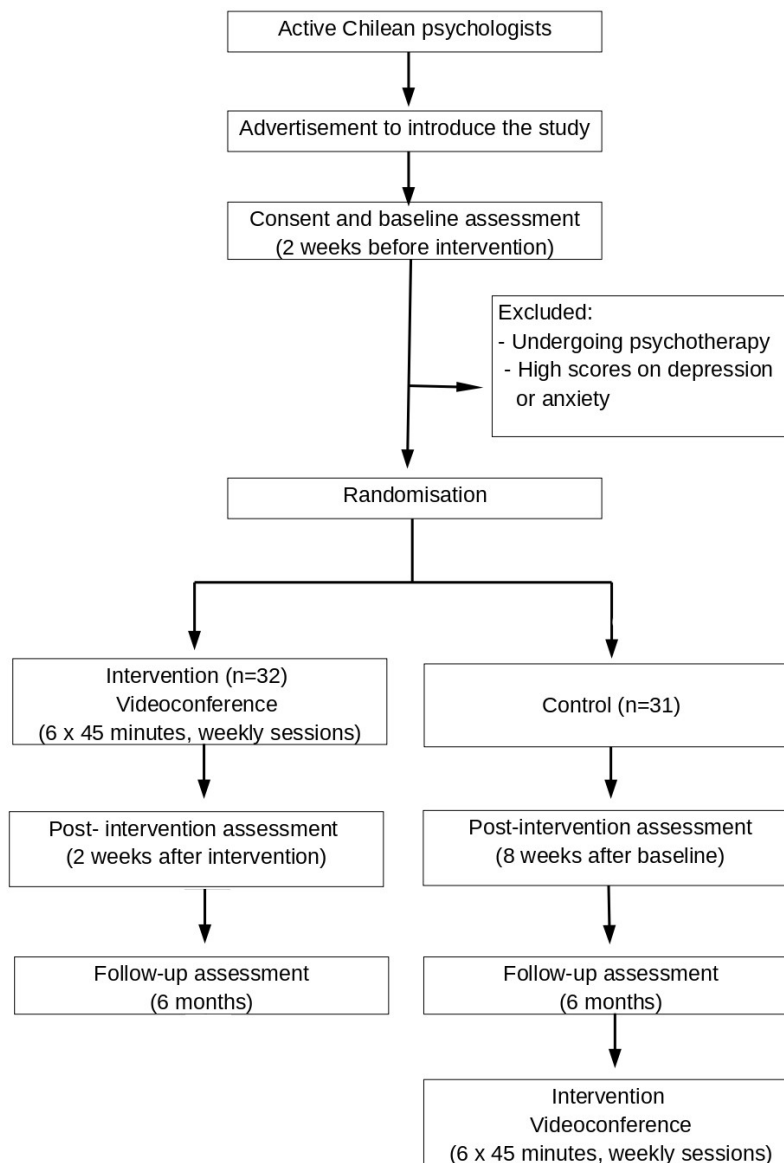 Active Chilean psychologists
Advertisement to introduce the study
Consent and baseline assessment
(2 weeks before intervention)
Excluded:
- Undergoing psychotherapy
- High scores on depression
or anxiety
Randomisation
Intervention (n=32)
Videoconference
(6 x 45 minutes, weekly sessions)
Control (n=31)
Post- intervention assessment
(2 weeks after intervention)
Post-intervention assessment
(8 weeks after baseline)
Follow-up assessment
(6 months)
Follow-up assessment
(6 months)
Intervention
Videoconference
(6 x 45 minutes, weekly sessions)